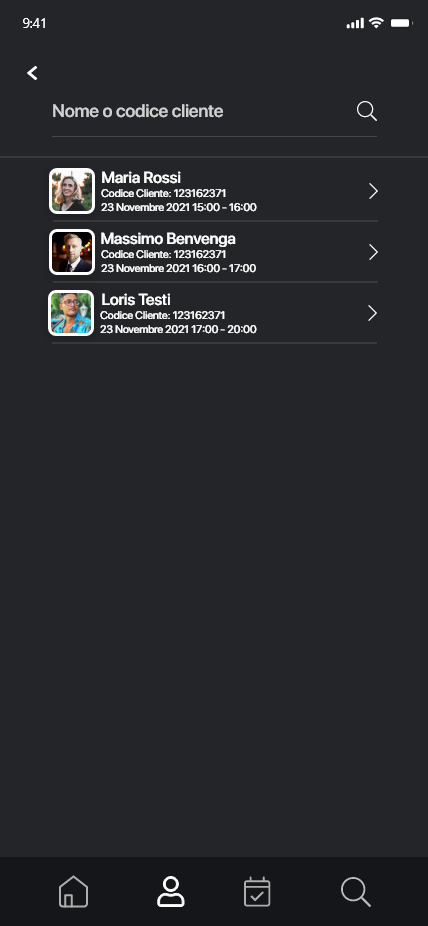 9:41
Nome o codice cliente
Maria Rossi
Codice Cliente: 123162371
23 Novembre 2021 15:00 - 16:00
Massimo Benvenga
Codice Cliente: 123162371
23 Novembre 2021 16:00 - 17:00
Loris Testi
Codice Cliente: 123162371
23 Novembre 2021 17:00 - 20:00